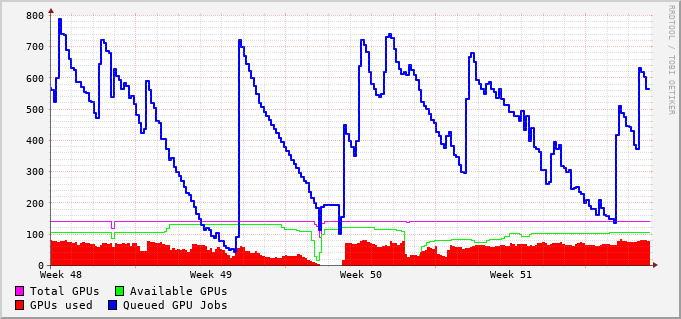 RRDTOOL / TOBI OETIKER
800
700
600
500
400
300
200
100
0
Week 48 Week 49 Week 50 Week 51
Total GPUs Available GPUs
GPUs used Queued GPU Jobs